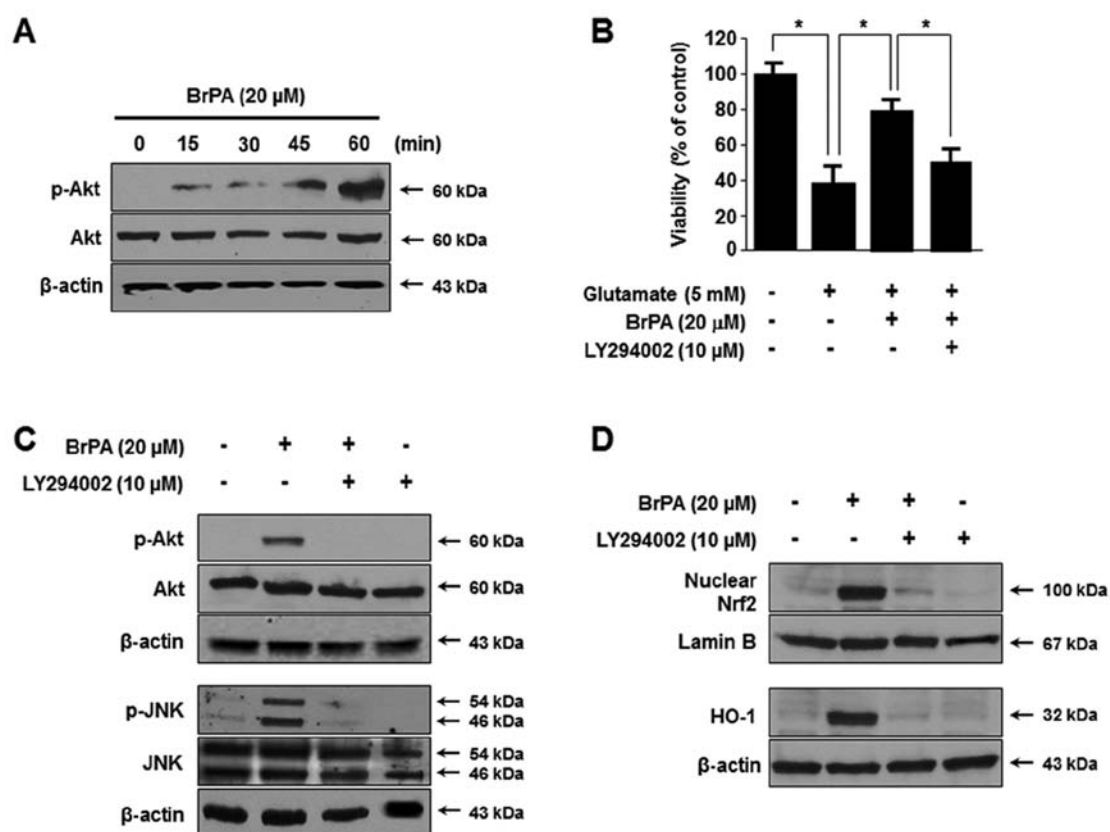 A
BrPA (20 µM)
0 15 30 45 60 (min)
p-Akt ← 60 kDa
Akt ← 60 kDa
β-actin ← 43 kDa
B
* * *
Viability (% of control)
120
100
80
60
40
20
0
Glutamate (5 mM) - + + +
BrPA (20 µM) - - + +
LY294002 (10 µM) - - - +
C
BrPA (20 µM) - + + -
LY294002 (10 µM) - - + +
p-Akt ← 60 kDa
Akt ← 60 kDa
β-actin ← 43 kDa
p-JNK ← 54 kDa
← 46 kDa
JNK ← 54 kDa
← 46 kDa
β-actin ← 43 kDa
D
BrPA (20 µM) - + + -
LY294002 (10 µM) - - + +
Nuclear
Nrf2 ← 100 kDa
Lamin B ← 67 kDa
HO-1 ← 32 kDa
β-actin ← 43 kDa